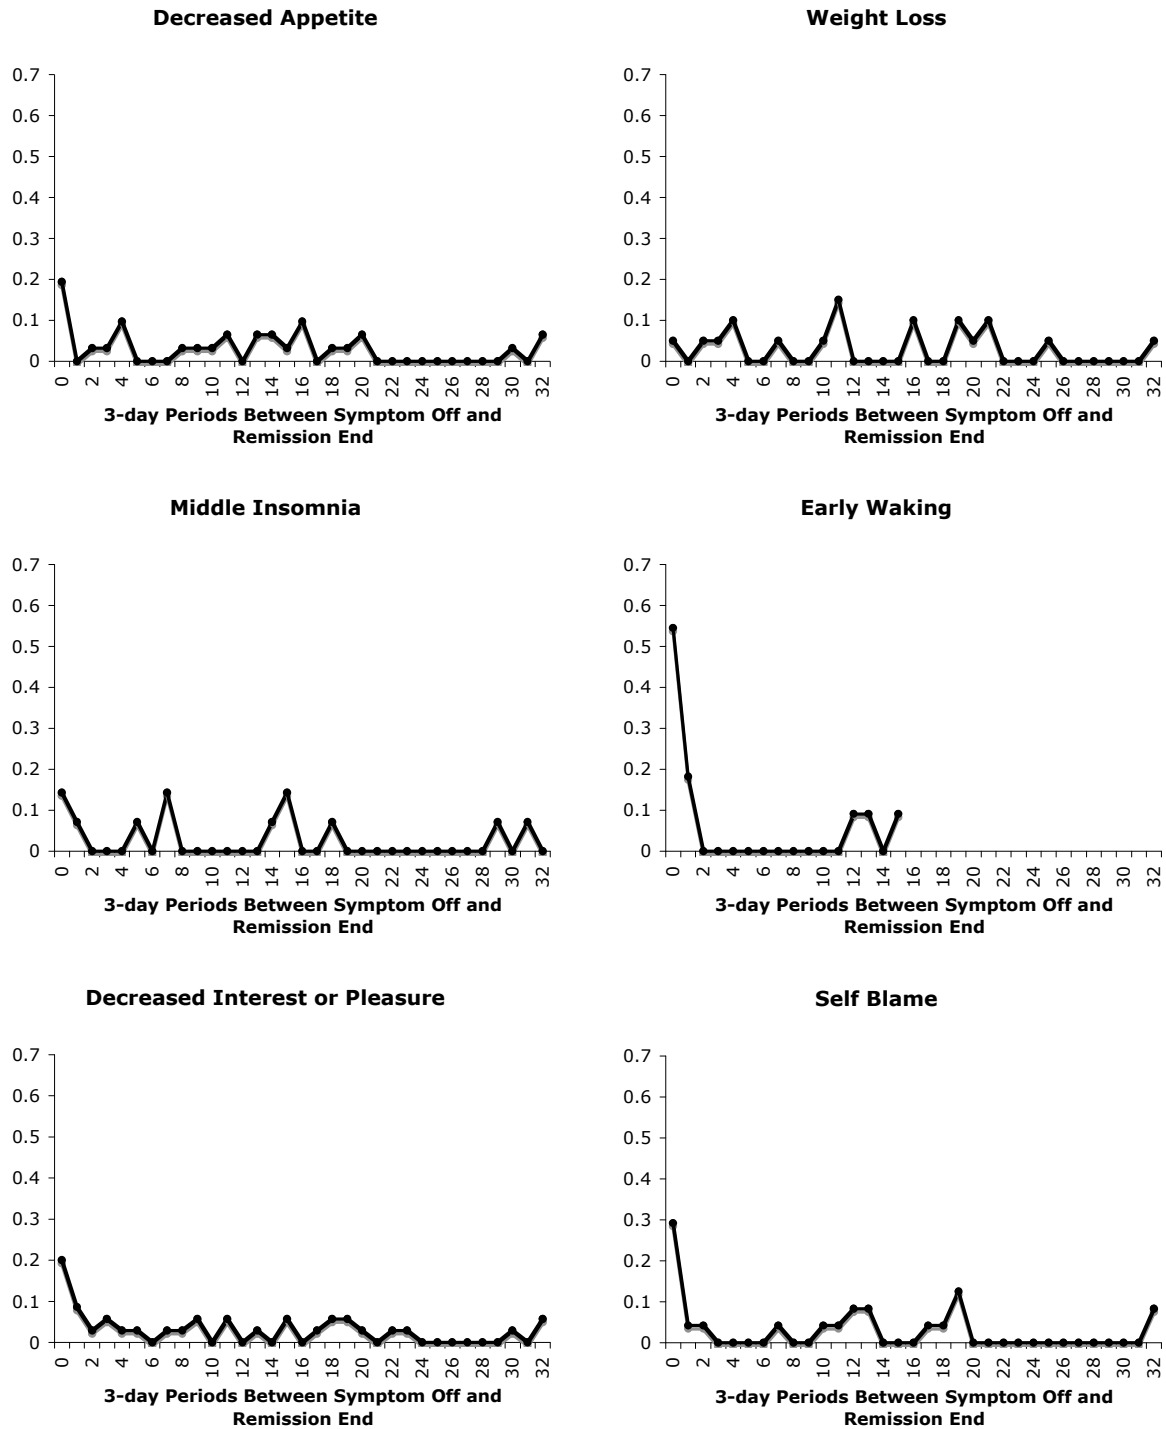 Decreased Appetite
0.7
0.6
0.5
0.4
0.3
0.2
0.1
0
0 2 4 6 8 10 12 14 16 18 20 22 24 26 28 30 32
3-day Periods Between Symptom Off and
Remission End
Weight Loss
0.7
0.6
0.5
0.4
0.3
0.2
0.1
0
0 2 4 6 8 10 12 14 16 18 20 22 24 26 28 30 32
3-day Periods Between Symptom Off and
Remission End
Middle Insomnia
0.7
0.6
0.5
0.4
0.3
0.2
0.1
0
0 2 4 6 8 10 12 14 16 18 20 22 24 26 28 30 32
3-day Periods Between Symptom Off and
Remission End
Early Waking
0.7
0.6
0.5
0.4
0.3
0.2
0.1
0
0 2 4 6 8 10 12 14 16 18 20 22 24 26 28 30 32
3-day Periods Between Symptom Off and
Remission End
Decreased Interest or Pleasure
0.7
0.6
0.5
0.4
0.3
0.2
0.1
0
0 2 4 6 8 10 12 14 16 18 20 22 24 26 28 30 32
3-day Periods Between Symptom Off and
Remission End
Self Blame
0.7
0.6
0.5
0.4
0.3
0.2
0.1
0
0 2 4 6 8 10 12 14 16 18 20 22 24 26 28 30 32
3-day Periods Between Symptom Off and
Remission End